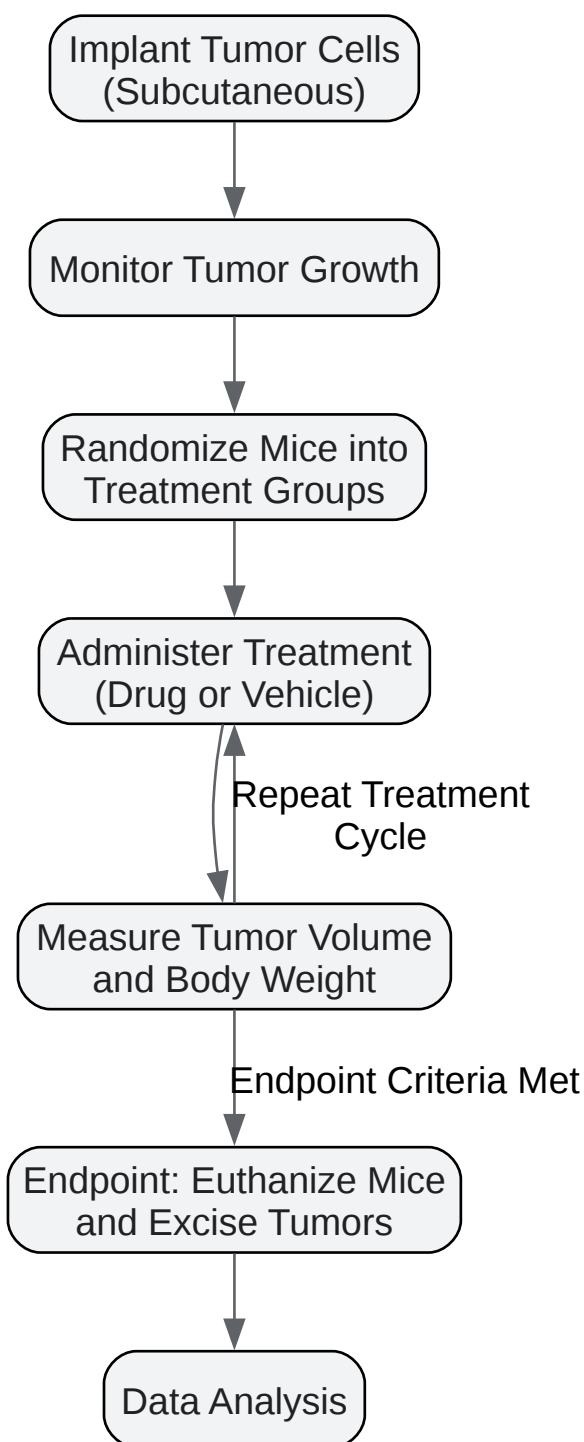 Implant Tumor Cells
(Subcutaneous)
Monitor Tumor Growth
Randomize Mice into
Treatment Groups
Administer Treatment
(Drug or Vehicle)
Repeat Treatment
Cycle
Measure Tumor Volume
and Body Weight
Endpoint Criteria Met
Endpoint: Euthanize Mice
and Excise Tumors
Data Analysis